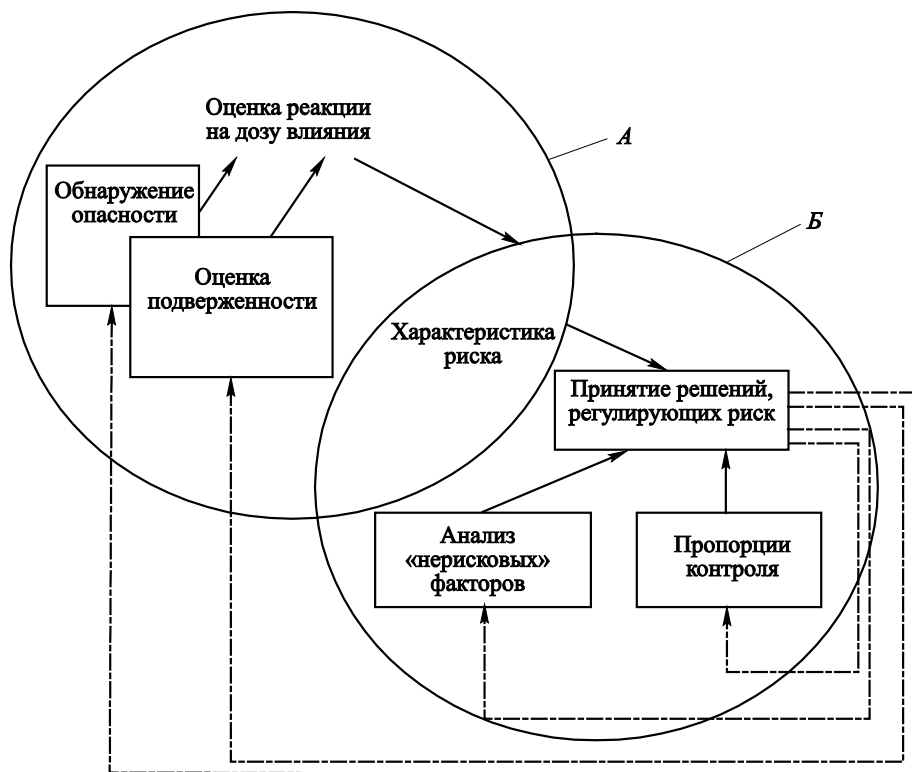 Оценка реакции
на дозу влияния
А
Обнаружение
опасности
Б
Оценка
подверженности
Характеристика
риска
Принятие решений,
регулирующих риск
Анализ
«нерисковых»
факторов
Пропорции
контроля